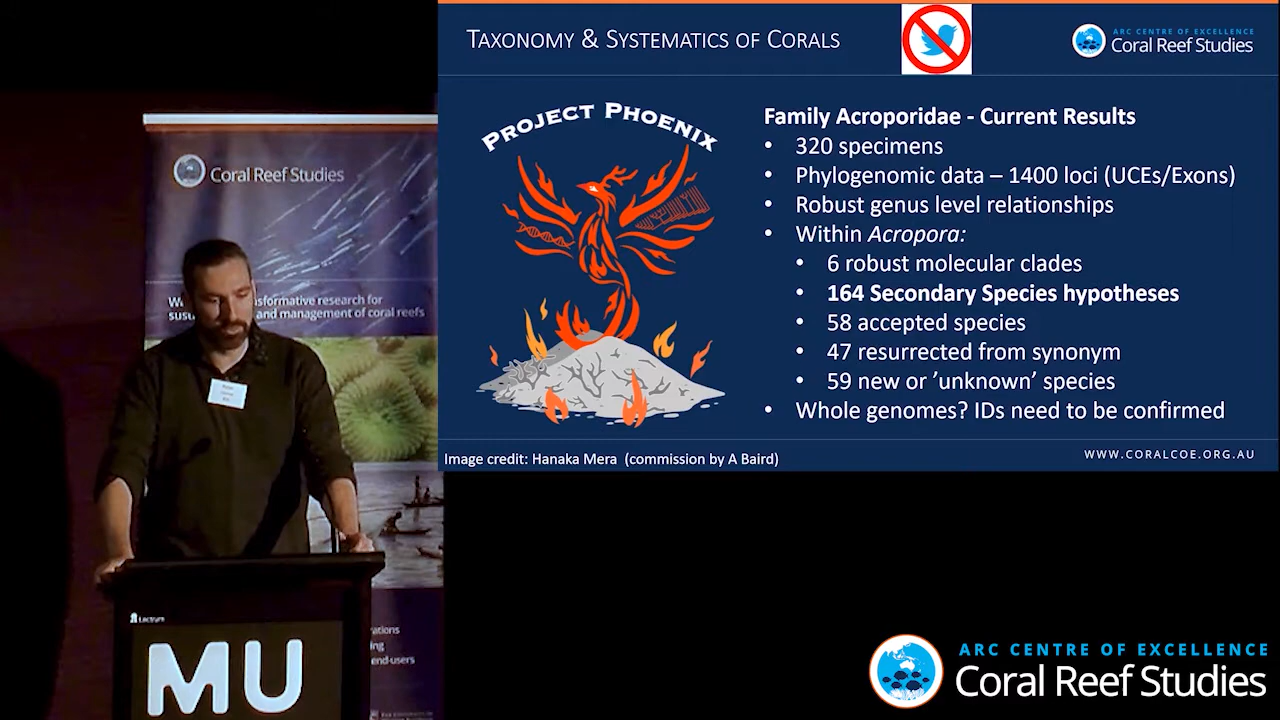 TAXONOMY & SYSTEMATICS OF CORALS
ARC CENTRE OF EXCELLENCE
Coral Reef Studies
PROJECT PHOENIX
Family Acroporidae - Current Results
• 320 specimens
• Phylogenomic data – 1400 loci (UCEs/Exons)
• Robust genus level relationships
• Within Acropora:
• 6 robust molecular clades
• 164 Secondary Species hypotheses
• 58 accepted species
• 47 resurrected from synonym
• 59 new or ’unknown’ species
• Whole genomes? IDs need to be confirmed
Image credit: Hanaka Mera (commission by A Baird)
WWW.CORALCOE.ORG.AU
Coral Reef Studies
research for
and management of coral reefs
end-users
Lectrum
MU
ARC CENTRE OF EXCELLENCE
Coral Reef Studies